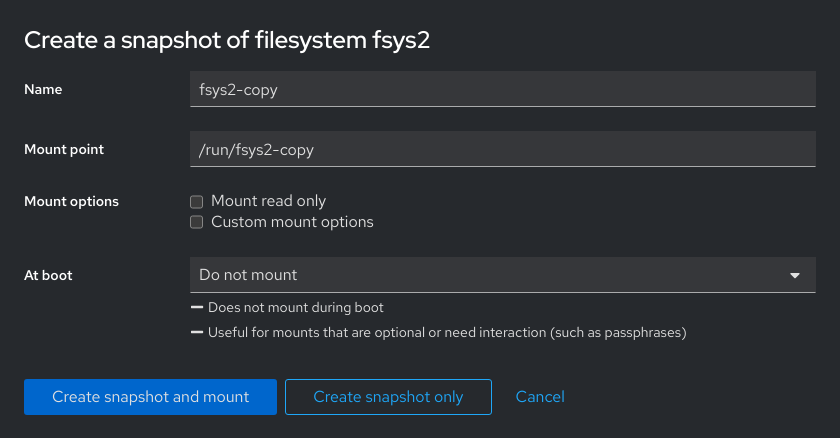 Create a snapshot of filesystem fsys2
Name
fsys2-copy
Mount point
/run/fsys2-copy
Mount options
Mount read only
Custom mount options
At boot
Do not mount
Does not mount during boot
Useful for mounts that are optional or need interaction (such as passphrases)
Create snapshot and mount
Create snapshot only
Cancel